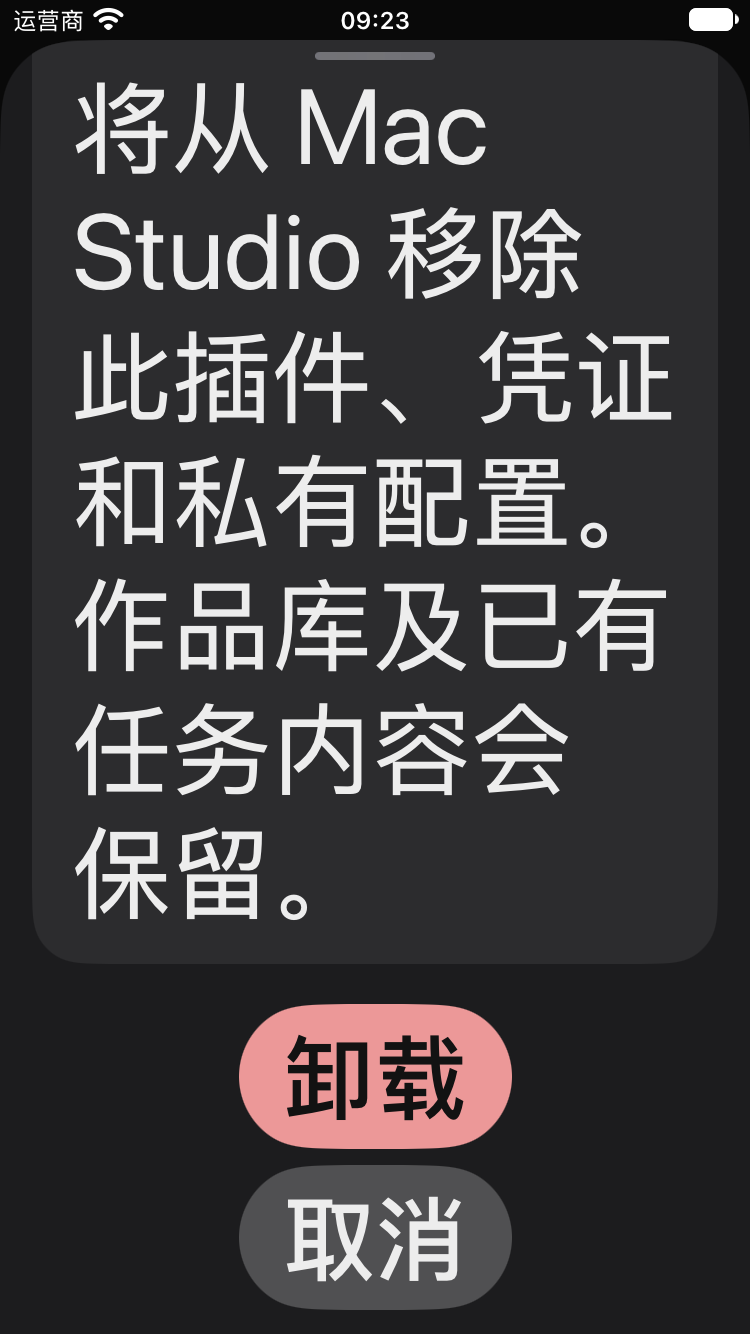 运营商
09:23
将从 Mac
Studio 移除
此插件、凭证
和私有配置。
作品库及已有
任务内容会
保留。
卸载
取消